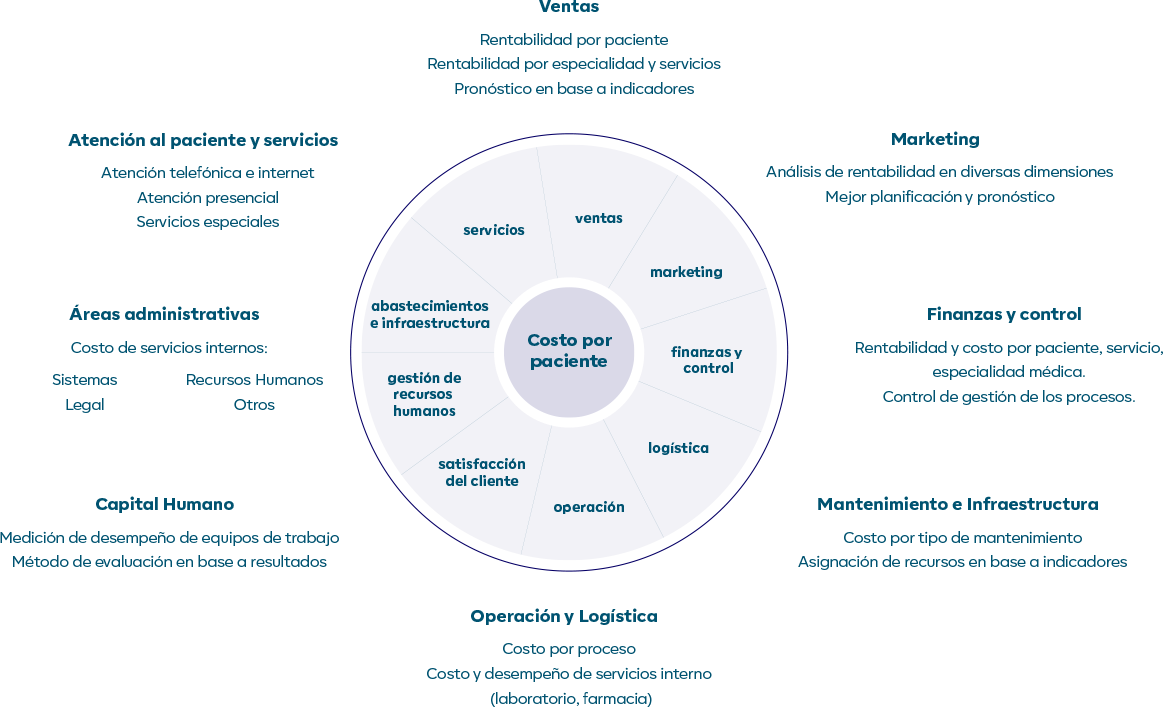 Ventas
Rentabilidad por paciente
Rentabilidad por especialidad y servicios
Pronóstico en base a indicadores
Atención al paciente y servicios
Atención telefónica e internet
Atención presencial
Servicios especiales
Marketing
Análisis de rentabilidad en diversas dimensiones
Mejor planificación y pronóstico
servicios
ventas
marketing
abastecimientos
e infraestructura
Costo por
paciente
finanzas y
control
gestión de
recursos
humanos
logística
satisfacción
del cliente
operación
Áreas administrativas
Costo de servicios internos:
Sistemas Recursos Humanos
Legal Otros
Finanzas y control
Rentabilidad y costo por paciente, servicio,
especialidad médica.
Control de gestión de los procesos.
Capital Humano
Medición de desempeño de equipos de trabajo
Método de evaluación en base a resultados
Mantenimiento e Infraestructura
Costo por tipo de mantenimiento
Asignación de recursos en base a indicadores
Operación y Logística
Costo por proceso
Costo y desempeño de servicios interno
(laboratorio, farmacia)